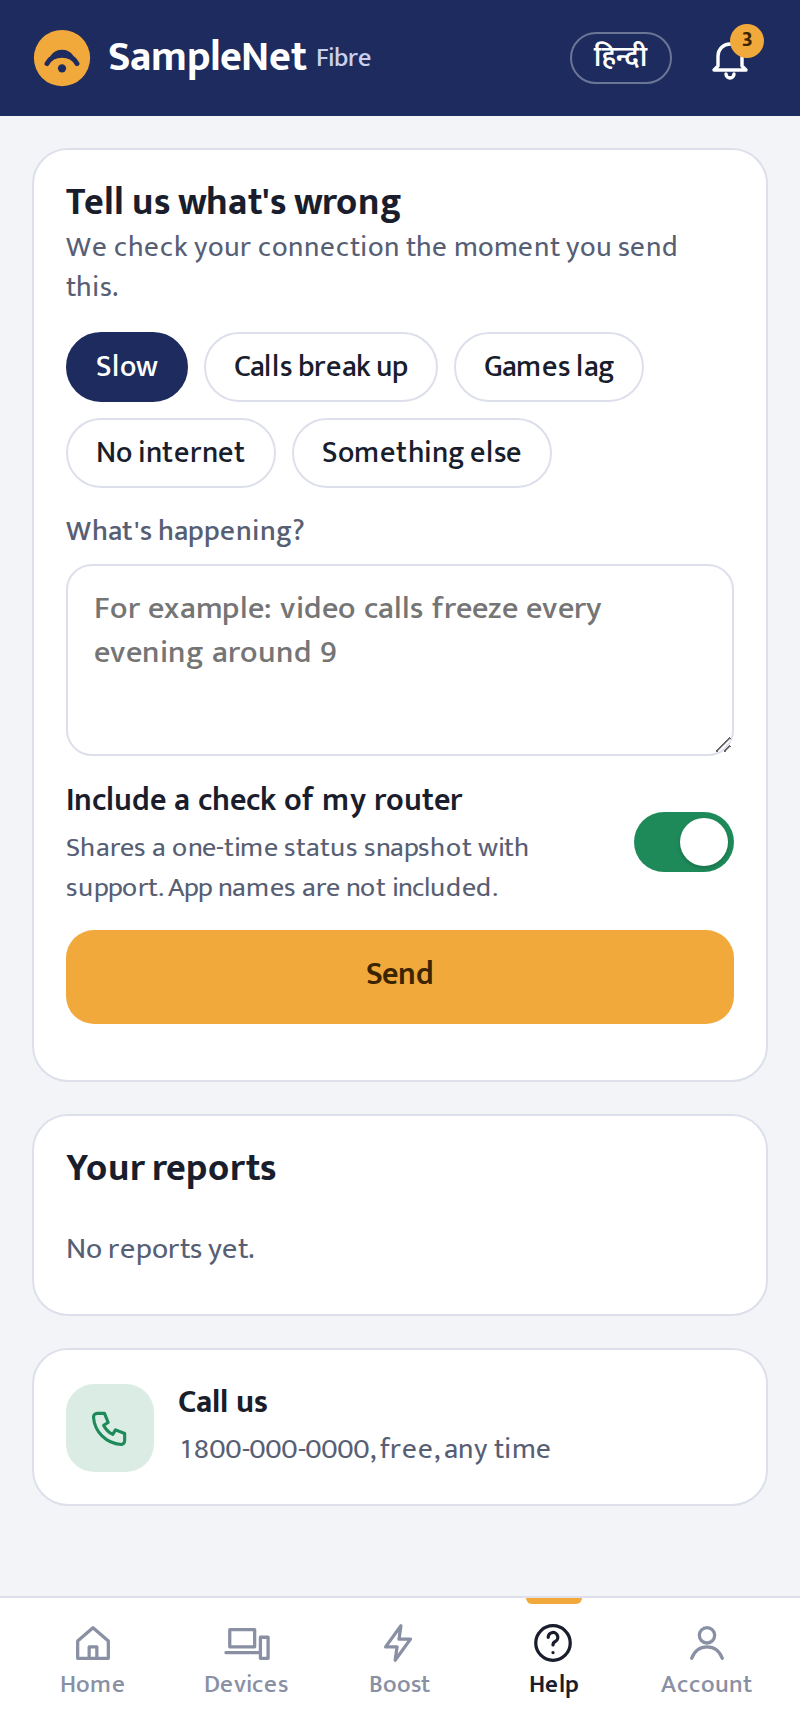 SampleNet Fibre
हिन्दी
3
Tell us what's wrong
We check your connection the moment you send
this.
Slow
Calls break up
Games lag
No internet
Something else
What's happening?
For example: video calls freeze every
evening around 9
Include a check of my router
Shares a one-time status snapshot with
support. App names are not included.
Send
Your reports
No reports yet.
Call us
1800-000-0000, free, any time
Home
Devices
Boost
Help
Account